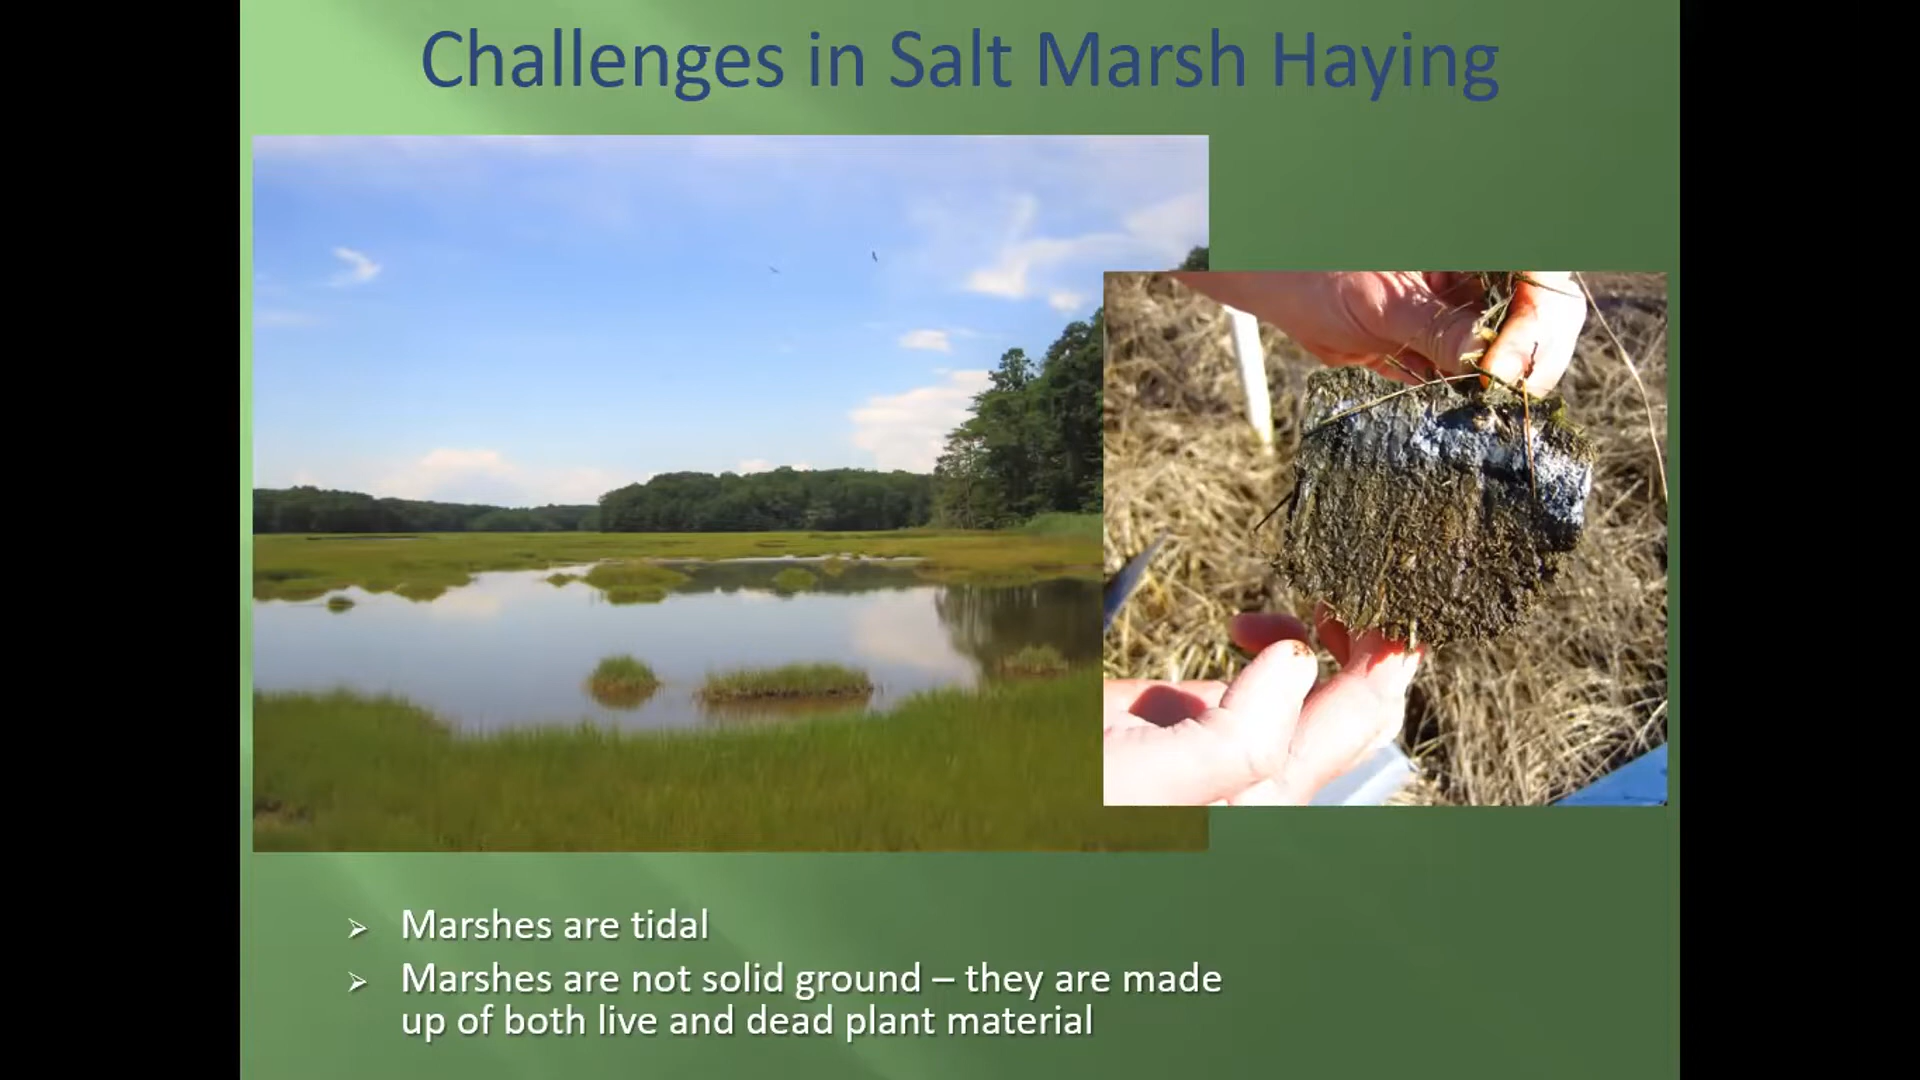 Challenges in Salt Marsh Haying
Marshes are tidal
Marshes are not solid ground – they are made
up of both live and dead plant material